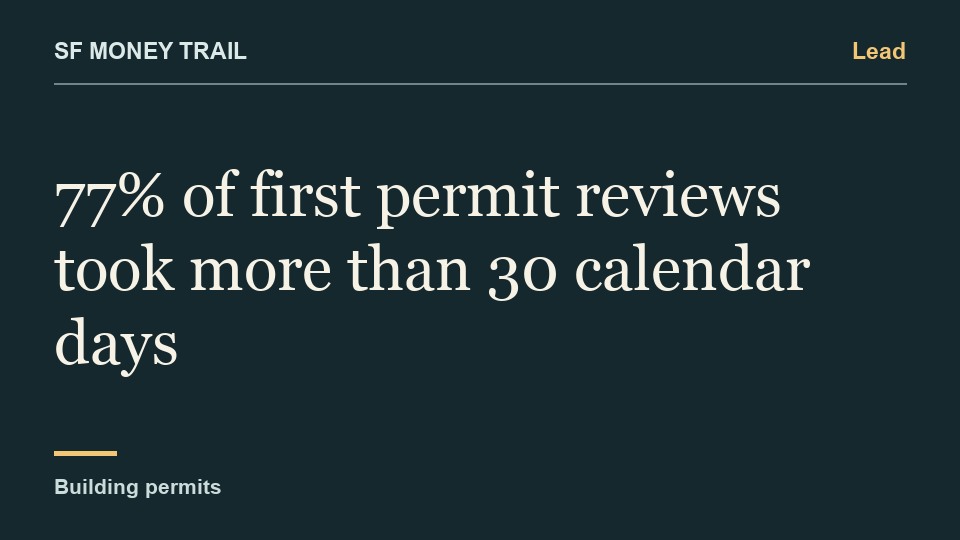 SF MONEY TRAIL
Lead
77% of first permit reviews
took more than 30 calendar
days
Building permits